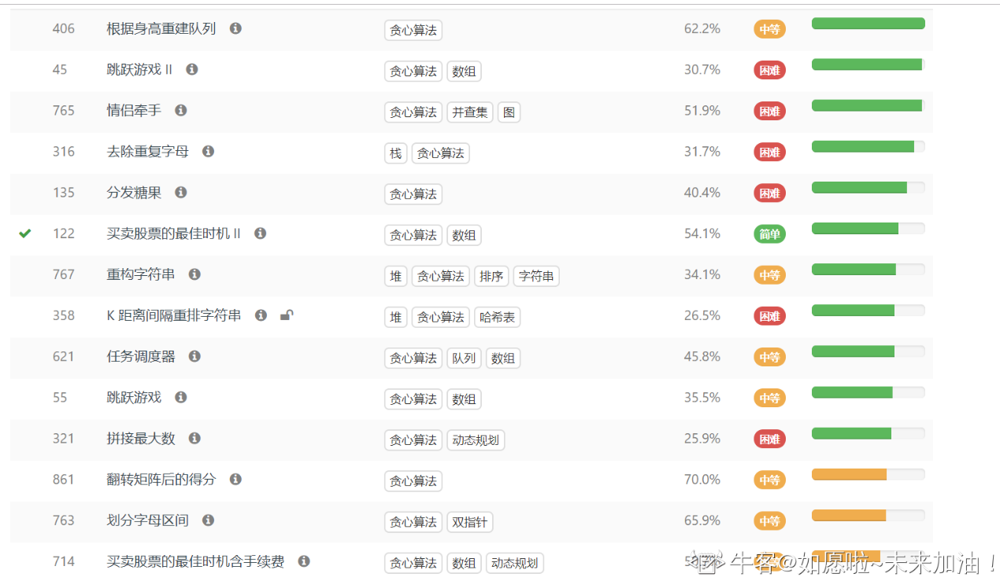 406 根据身高重建队列 贪心算法 62.2% 中等
45 跳跃游戏 II 贪心算法 数组 30.7% 困难
765 情侣牵手 贪心算法 并查集 图 51.9% 困难
316 去除重复字母 栈 贪心算法 31.7% 困难
135 分发糖果 贪心算法 40.4% 困难
122 买卖股票的最佳时机 II 贪心算法 数组 54.1% 简单
767 重构字符串 堆 贪心算法 排序 字符串 34.1% 中等
358 K 距离间隔重排字符串 堆 贪心算法 哈希表 26.5% 困难
621 任务调度器 贪心算法 队列 数组 45.8% 中等
55 跳跃游戏 贪心算法 数组 35.5% 中等
321 拼接最大数 贪心算法 动态规划 25.9% 困难
861 翻转矩阵后的得分 贪心算法 70.0% 中等
763 划分字母区间 贪心算法 双指针 65.9% 中等
714 买卖股票的最佳时机含手续费 贪心算法 数组 动态规划
牛客@如愿啦~未来加油！